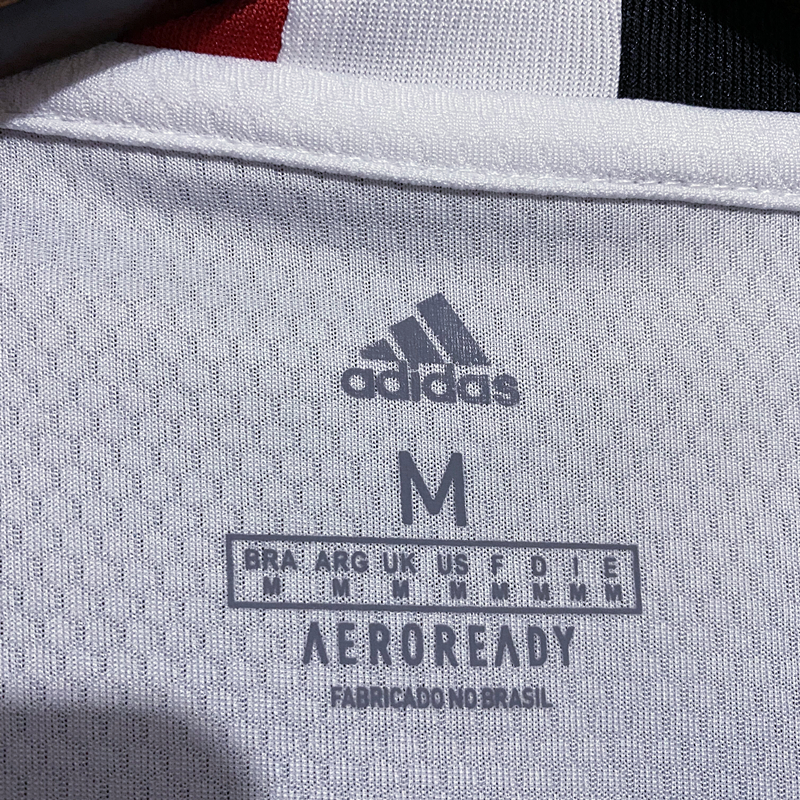 adidas
M
BRA ARG UK US F D I E
M M M M M M M M
AEROREADY
FABRICADO NO BRASIL